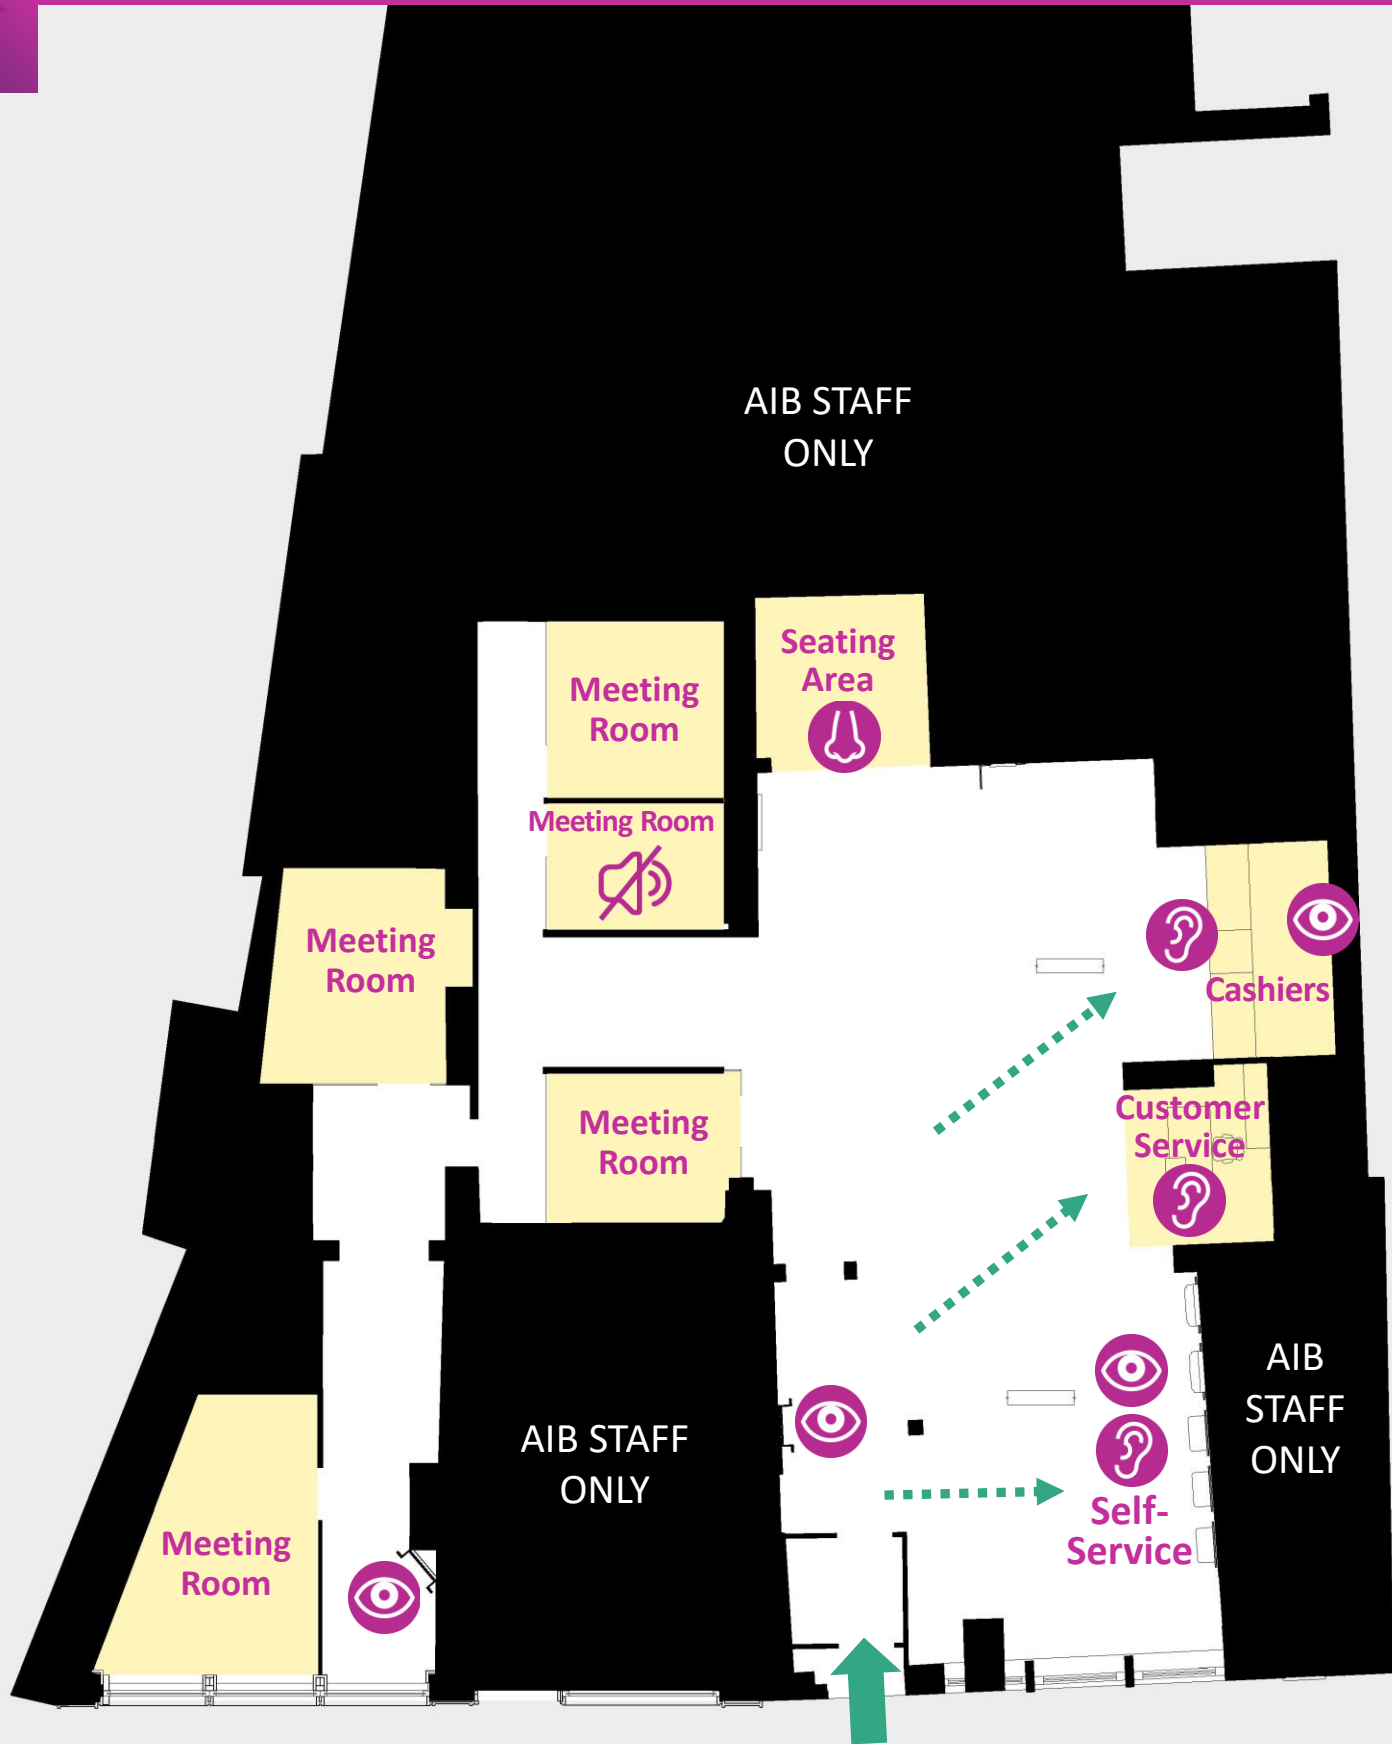 AIB STAFF
ONLY
Seating
Area
Meeting
Room
Meeting Room
Meeting
Room
Cashiers
Meeting
Room
Customer
Service
AIB STAFF
ONLY
AIB
STAFF
ONLY
Self-
Service
Meeting
Room